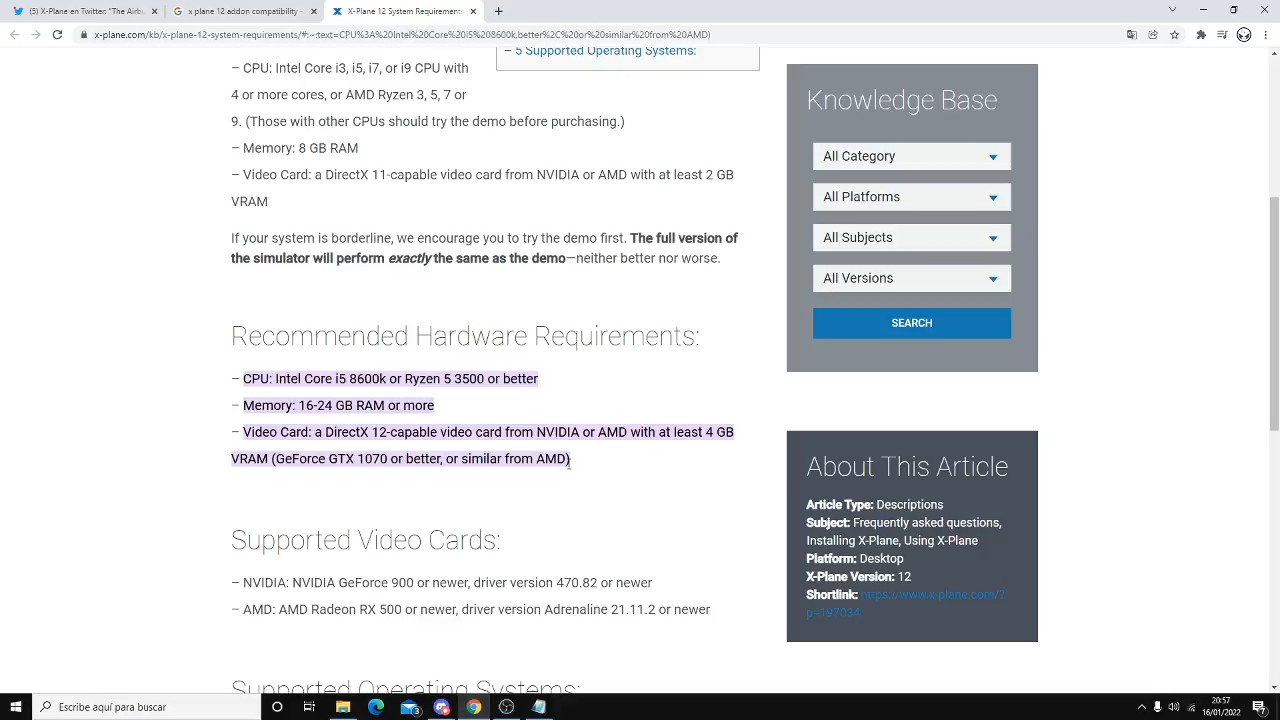 (5) X-Plane en Twitter: "The Airbu
x plane 12 addon compatibility -
X-Plane 12 System Requirements
x-plane.com/kb/x-plane-12-system-requirements/#:~:text=CPU%3A%20Intel%20Core%20i5%208600k,better%2C%20or%20similar%20from%20AMD)
– 5 Supported Operating Systems:
– CPU: Intel Core i3, i5, i7, or i9 CPU with
4 or more cores, or AMD Ryzen 3, 5, 7 or
9. (Those with other CPUs should try the demo before purchasing.)
– Memory: 8 GB RAM
– Video Card: a DirectX 11-capable video card from NVIDIA or AMD with at least 2 GB
VRAM
If your system is borderline, we encourage you to try the demo first. The full version of
the simulator will perform exactly the same as the demo—neither better nor worse.
Recommended Hardware Requirements:
– CPU: Intel Core i5 8600k or Ryzen 5 3500 or better
– Memory: 16-24 GB RAM or more
– Video Card: a DirectX 12-capable video card from NVIDIA or AMD with at least 4 GB
VRAM (GeForce GTX 1070 or better, or similar from AMD)
Supported Video Cards:
– NVIDIA: NVIDIA GeForce 900 or newer, driver version 470.82 or newer
– AMD: AMD Radeon RX 500 or newer, driver version Adrenaline 21.11.2 or newer
Supported Operating Systems:
Knowledge Base
All Category
All Platforms
All Subjects
All Versions
SEARCH
About This Article
Article Type: Descriptions
Subject: Frequently asked questions,
Installing X-Plane, Using X-Plane
Platform: Desktop
X-Plane Version: 12
Shortlink: https://www.x-plane.com/?
p=197034
Escribe aquí para buscar
3
20:57
16/01/2022